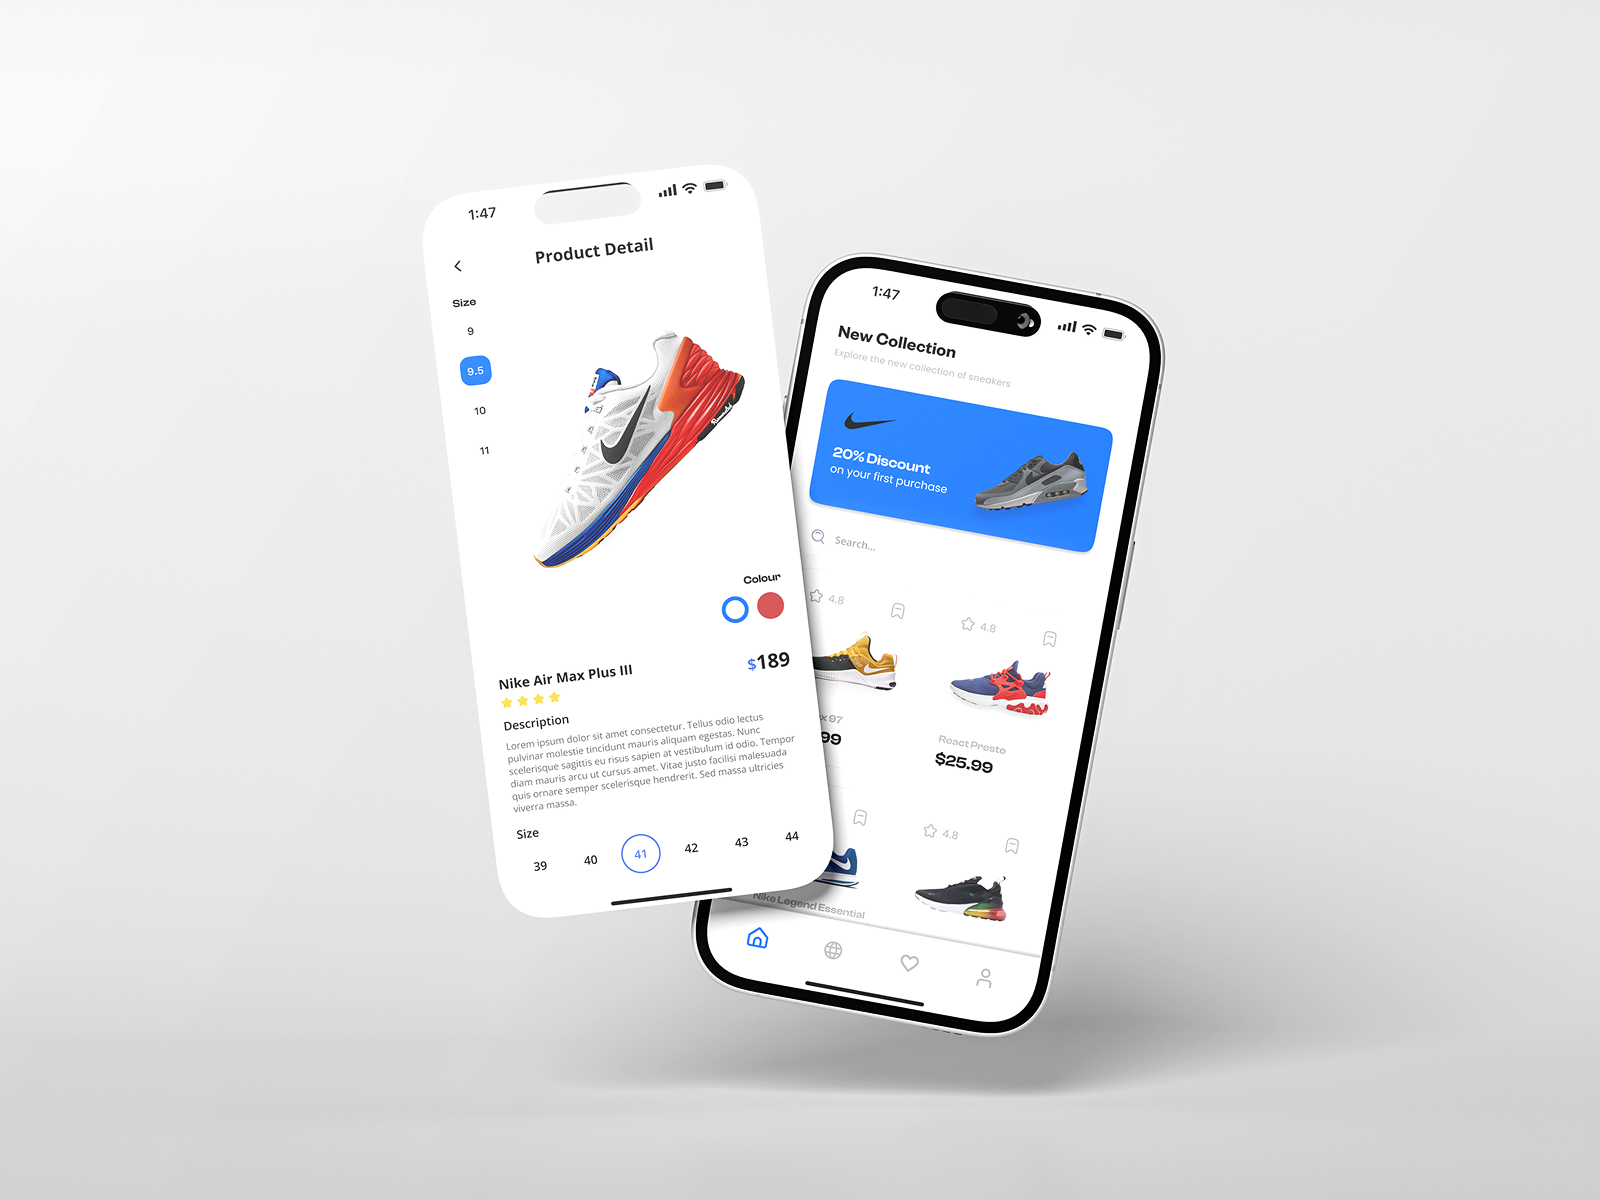 1:47
Product Detail
Size
9
9.5
10
11
Colour
Nike Air Max Plus III
$189
Description
Lorem ipsum dolor sit amet consectetur. Tellus odio lectus
pulvinar molestie tincidunt mauris aliquam egestas. Nunc
scelerisque sagittis eu risus sapien at vestibulum id odio. Tempor
diam mauris arcu ut cursus amet. Vitae justo facilisi malesuada
quis ornare semper scelerisque hendrerit. Sed massa ultricies
viverra massa.
Size
39 40 41 42 43 44
1:47
New Collection
Explore the new collection of sneakers
20% Discount
on your first purchase
Search...
4.8
4.8
x 97
99
React Presto
$25.99
4.8
Nike Legend Essential